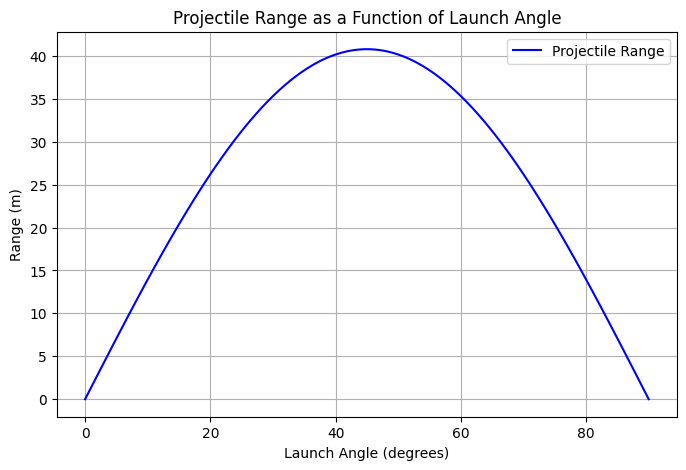 Projectile Range as a Function of Launch Angle
Projectile Range
40
35
30
25
20
15
10
5
0
Range (m)
0 20 40 60 80
Launch Angle (degrees)